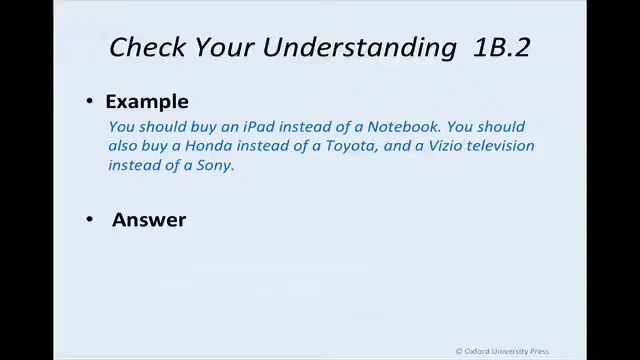 Check Your Understanding 1B.2
• Example
You should buy an iPad instead of a Notebook. You should
also buy a Honda instead of a Toyota, and a Vizio television
instead of a Sony.
• Answer
© Oxford University Press